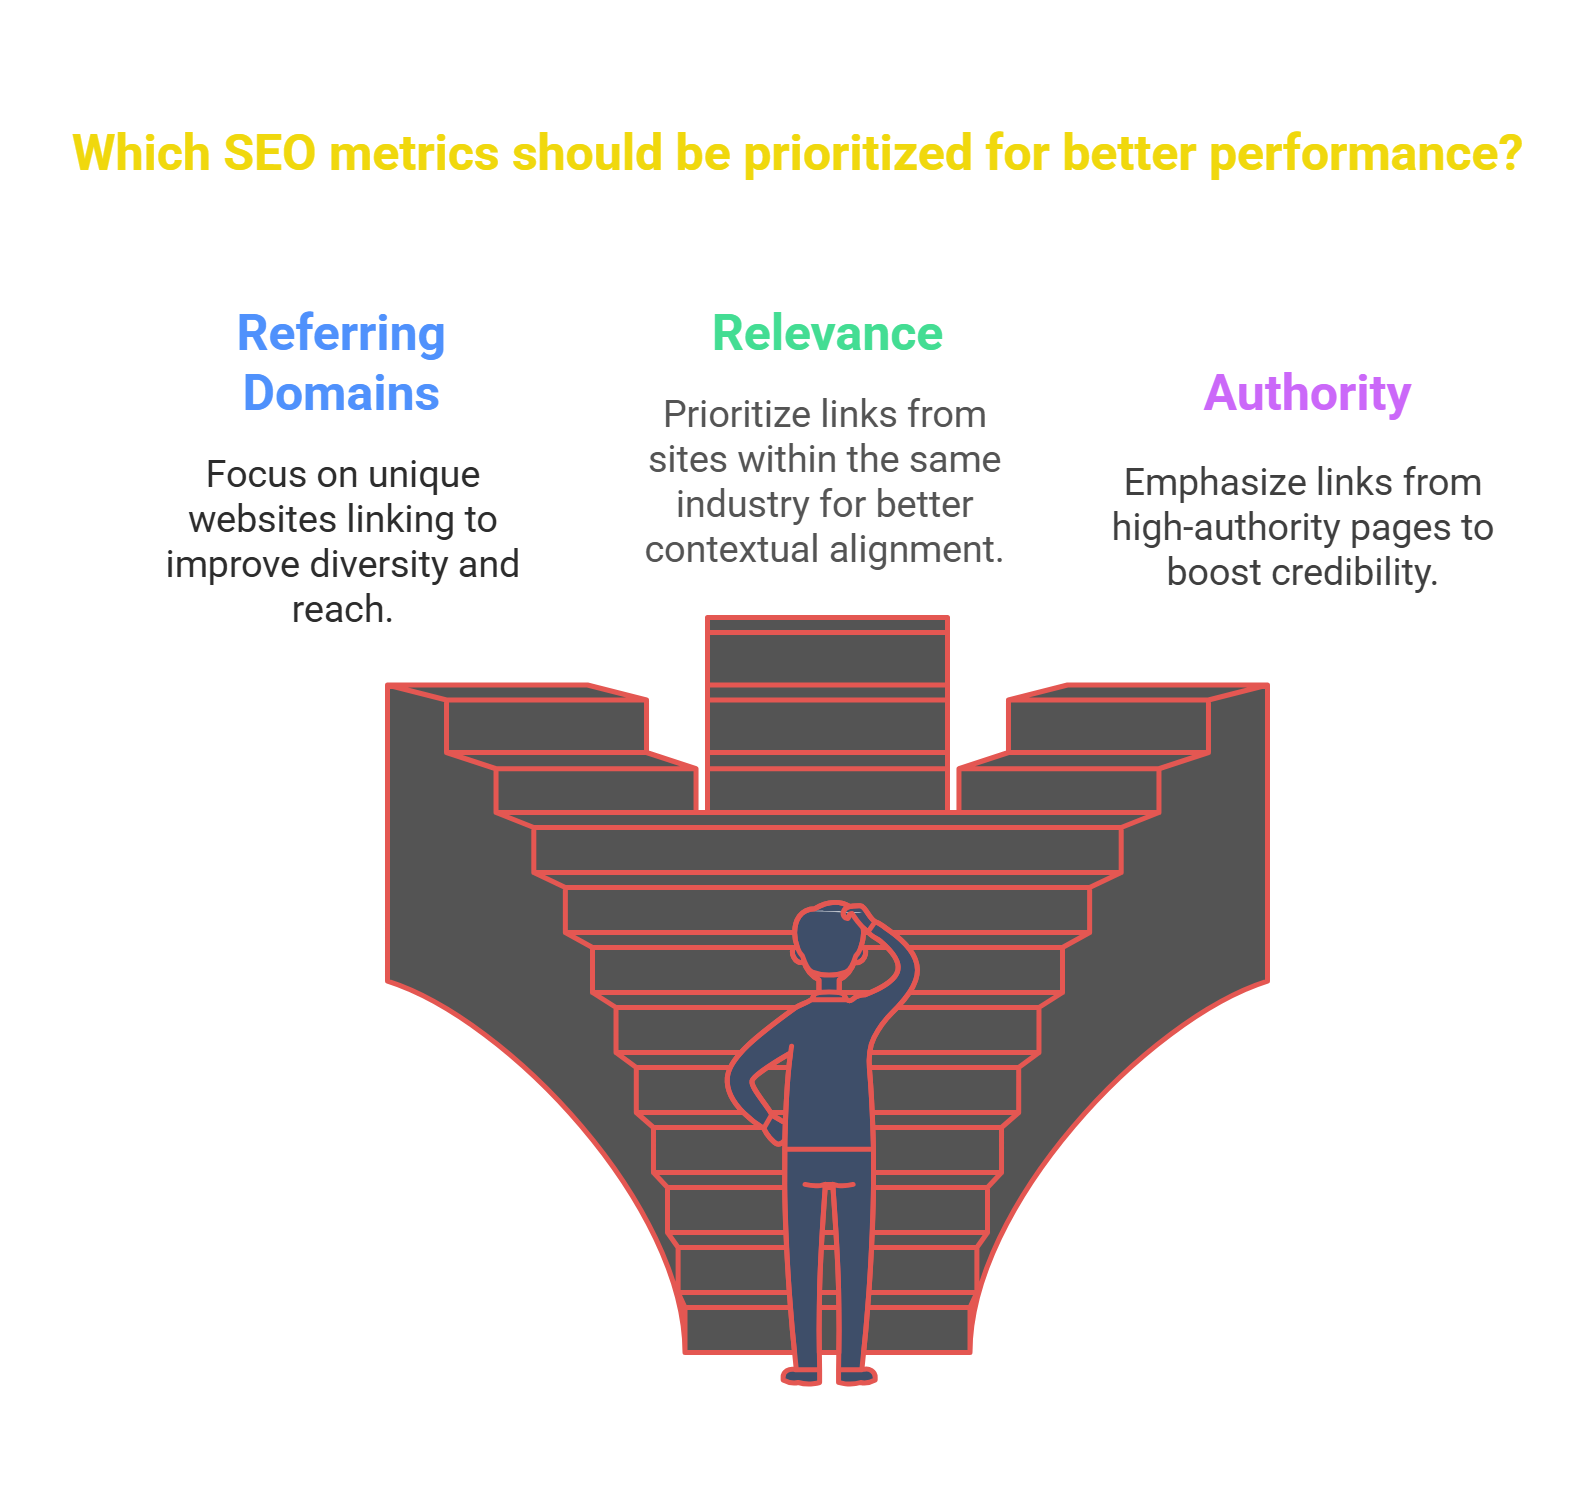 Which SEO metrics should be prioritized for better performance?
Referring
Domains
Focus on unique
websites linking to
improve diversity and
reach.
Relevance
Prioritize links from
sites within the same
industry for better
contextual alignment.
Authority
Emphasize links from
high-authority pages to
boost credibility.